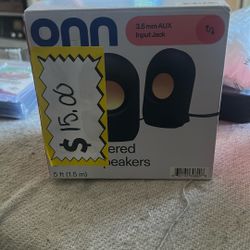 onn
3.5 mm AUX
Input Jack
$15.00
ered
peakers
5 ft (1.5 m)